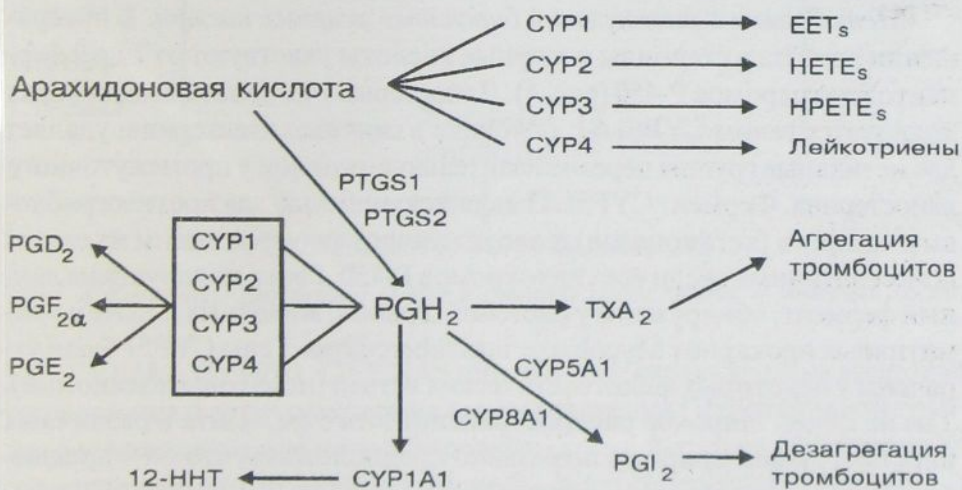 CYP1
EETs
CYP2
HETEs
Арахидоновая кислота
CYP3
HPETEs
CYP4
Лейкотриены
PTGS1
PTGS2
Агрегация
тромбоцитов
PGD2
CYP1
CYP2
PGF2α
CYP3
PGH2
TXA2
PGE2
CYP4
CYP5A1
CYP8A1
12-HHT
CYP1A1
PGI2
Дезагрегация
тромбоцитов